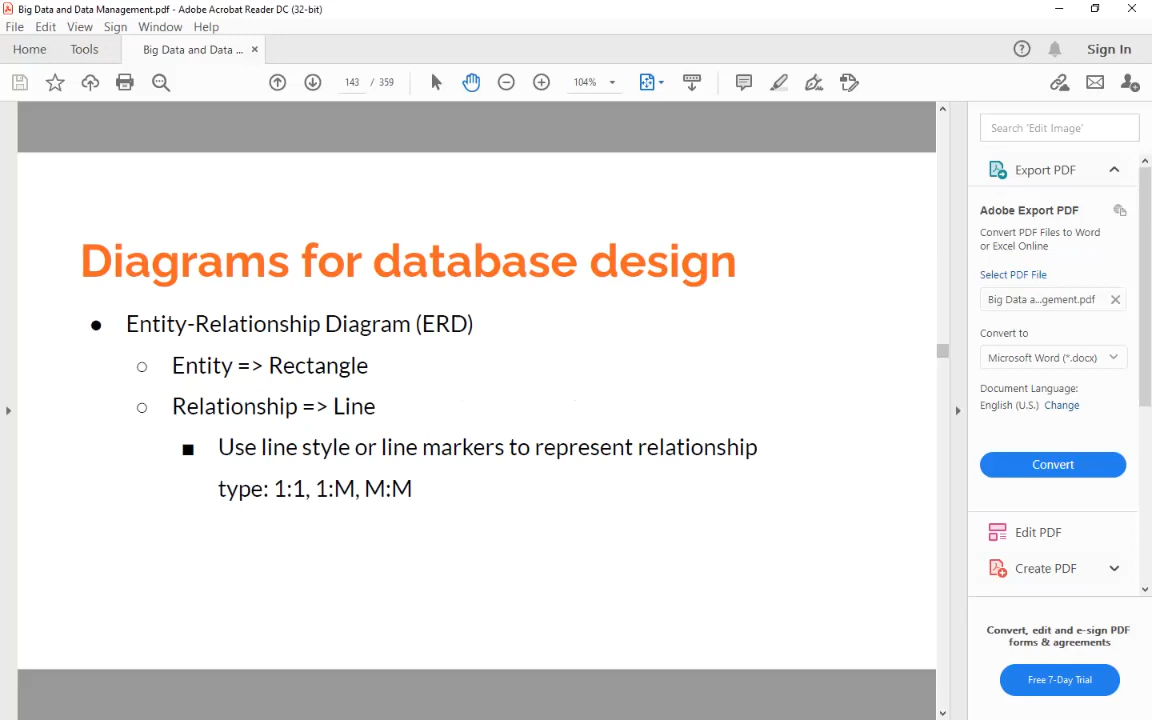 Big Data and Data Management.pdf - Adobe Acrobat Reader DC (32-bit)
File Edit View Sign Window Help
Home Tools Big Data and Data ... × Sign In
143 / 359 104%
Diagrams for database design
● Entity-Relationship Diagram (ERD)
○ Entity => Rectangle
○ Relationship => Line
■ Use line style or line markers to represent relationship
type: 1:1, 1:M, M:M
Search 'Edit Image'
Export PDF
Adobe Export PDF
Convert PDF Files to Word
or Excel Online
Select PDF File
Big Data a...gement.pdf
Convert to
Microsoft Word (*.docx)
Document Language:
English (U.S.) Change
Convert
Edit PDF
Create PDF
Convert, edit and e-sign PDF
forms & agreements
Free 7-Day Trial